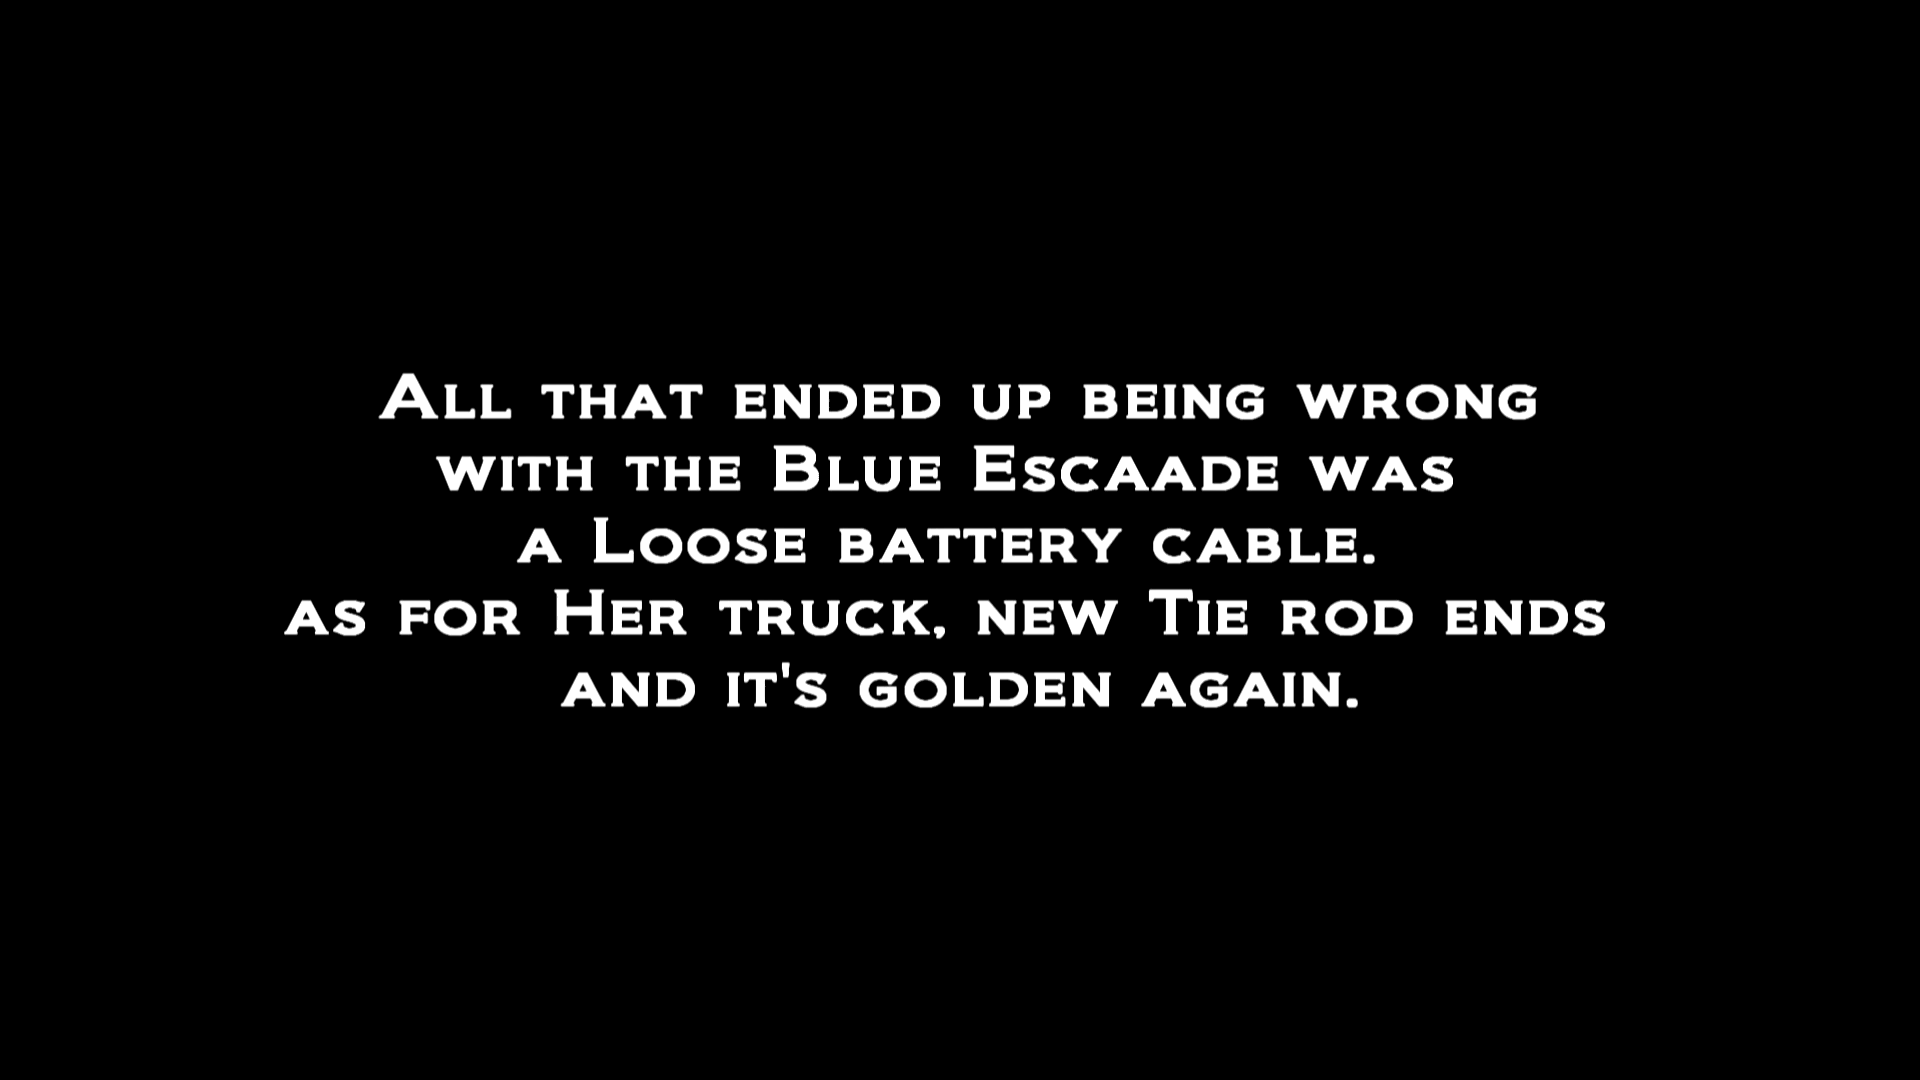 All that ended up being wrong
with the Blue Escaade was
a Loose battery cable.
as for Her truck, new Tie rod ends
and it's golden again.